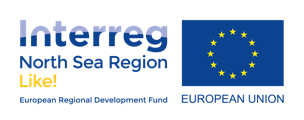 Interreg
North Sea Region
Like!
European Regional Development Fund
EUROPEAN UNION